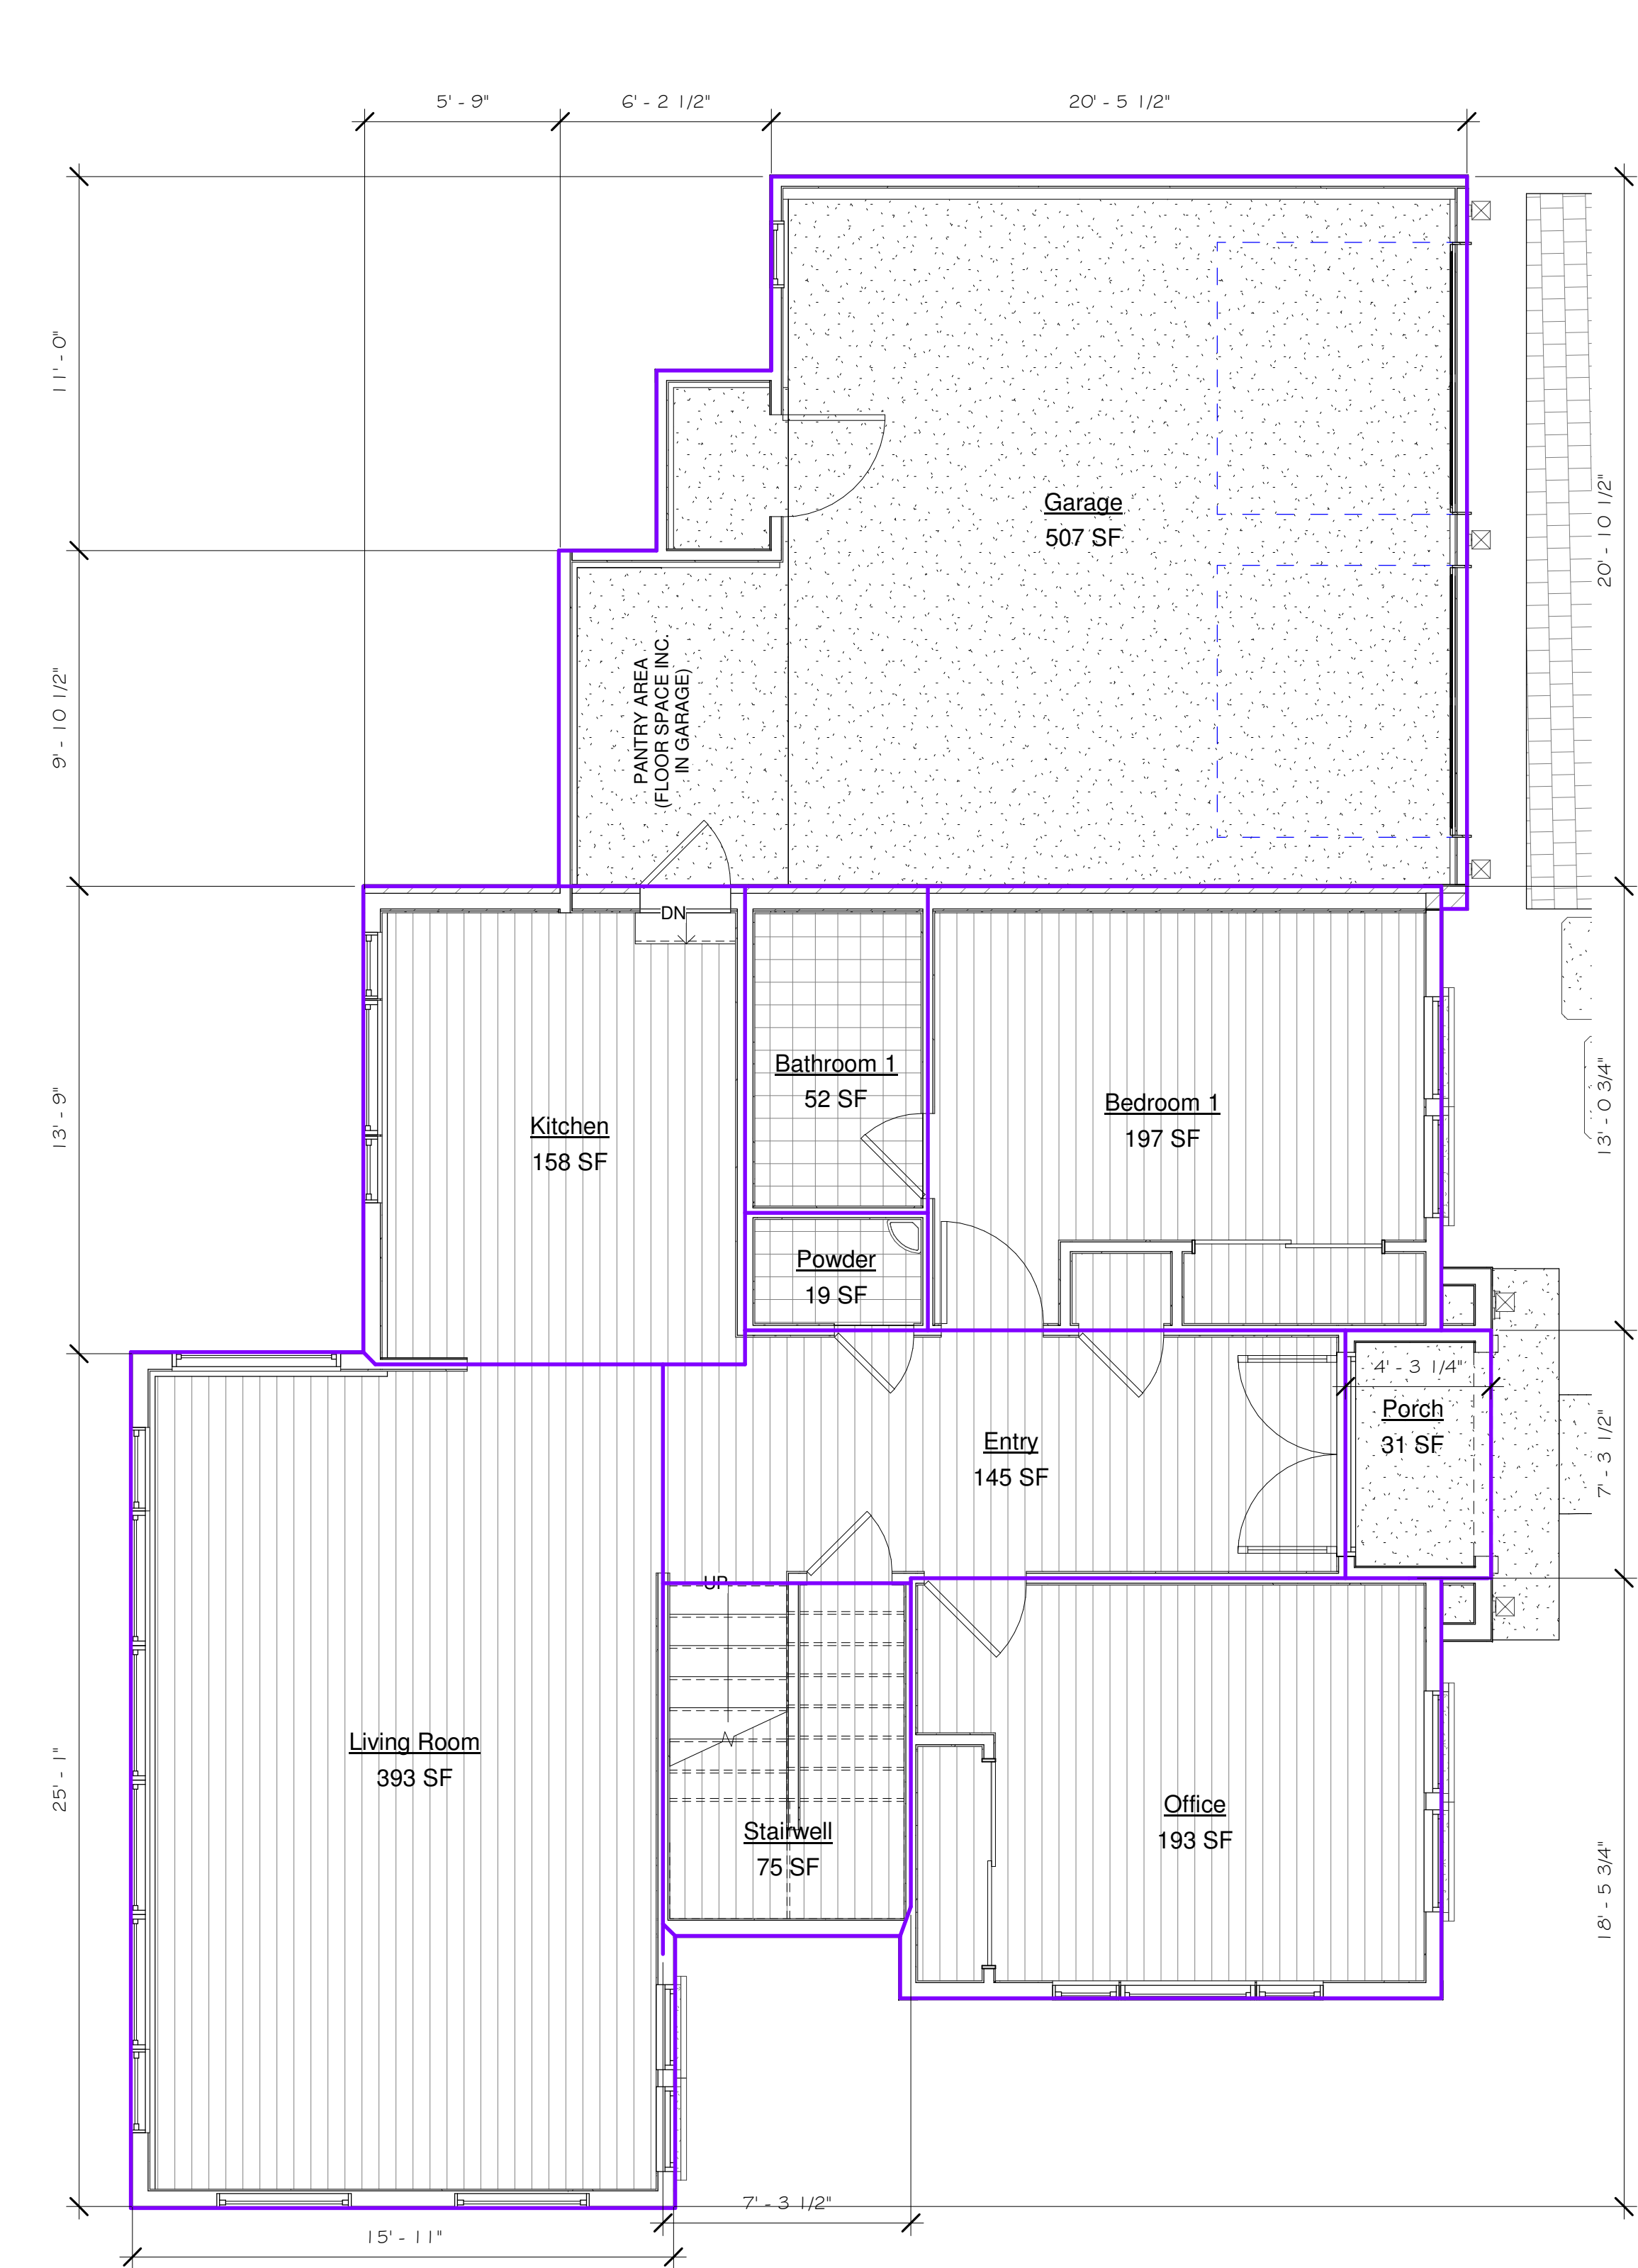 5' - 9"
6' - 2 1/2"
20' - 5 1/2"
11' - 0"
Garage
507 SF
20' - 10 1/2"
9' - 10 1/2"
PANTRY AREA
(FLOOR SPACE INC.
IN GARAGE)
DN
Bathroom 1
52 SF
Bedroom 1
197 SF
Kitchen
158 SF
13' - 9"
13' - 0 3/4"
Powder
19 SF
4' - 3 1/4"
Porch
31 SF
Entry
145 SF
7' - 3 1/2"
UP
Living Room
393 SF
25' - 1"
Stairwell
75 SF
Office
193 SF
18' - 5 3/4"
7' - 3 1/2"
15' - 11"